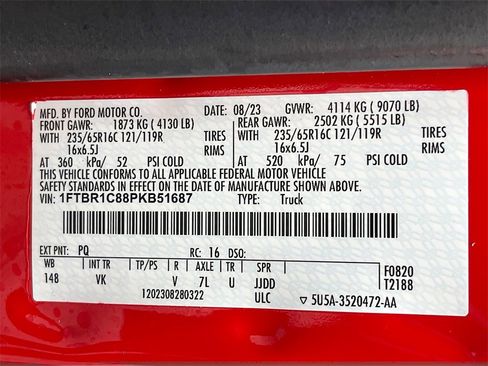 MFD. BY FORD MOTOR CO. DATE: 08/23 GVWR: 4114 KG ( 9070 LB)
FRONT GAWR: 1873 KG ( 4130 LB) REAR GAWR: 2502 KG ( 5515 LB)
WITH 235/65R16C 121/119R TIRES WITH 235/65R16C 121/119R TIRES
16x6.5J RIMS 16x6.5J RIMS
AT 360 kPa/ 52 PSI COLD AT 520 kPa/ 75 PSI COLD
THIS VEHICLE CONFORMS TO ALL APPLICABLE FEDERAL MOTOR VEHICLE
SAFETY STANDARDS IN EFFECT ON THE DATE OF MANUFACTURE SHOWN ABOVE.
VIN: 1FTBR1C88PKB51687 TYPE: Truck
EXT PNT: PQ RC: 16 DSO:
WB INT TR TP/PS R AXLE TR SPR F0820
148 VK V 7L U JJDD T2188
1202308280322 ULC ▽ 5U5A-3520472-AA